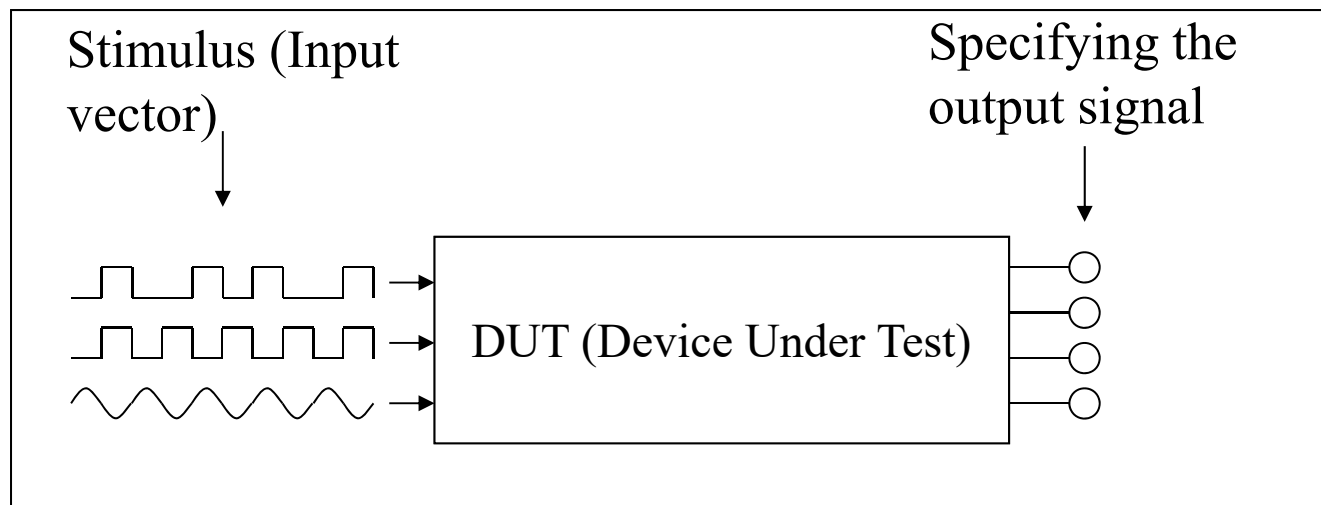 Stimulus (Input
vector)
Specifying the
output signal
DUT (Device Under Test)